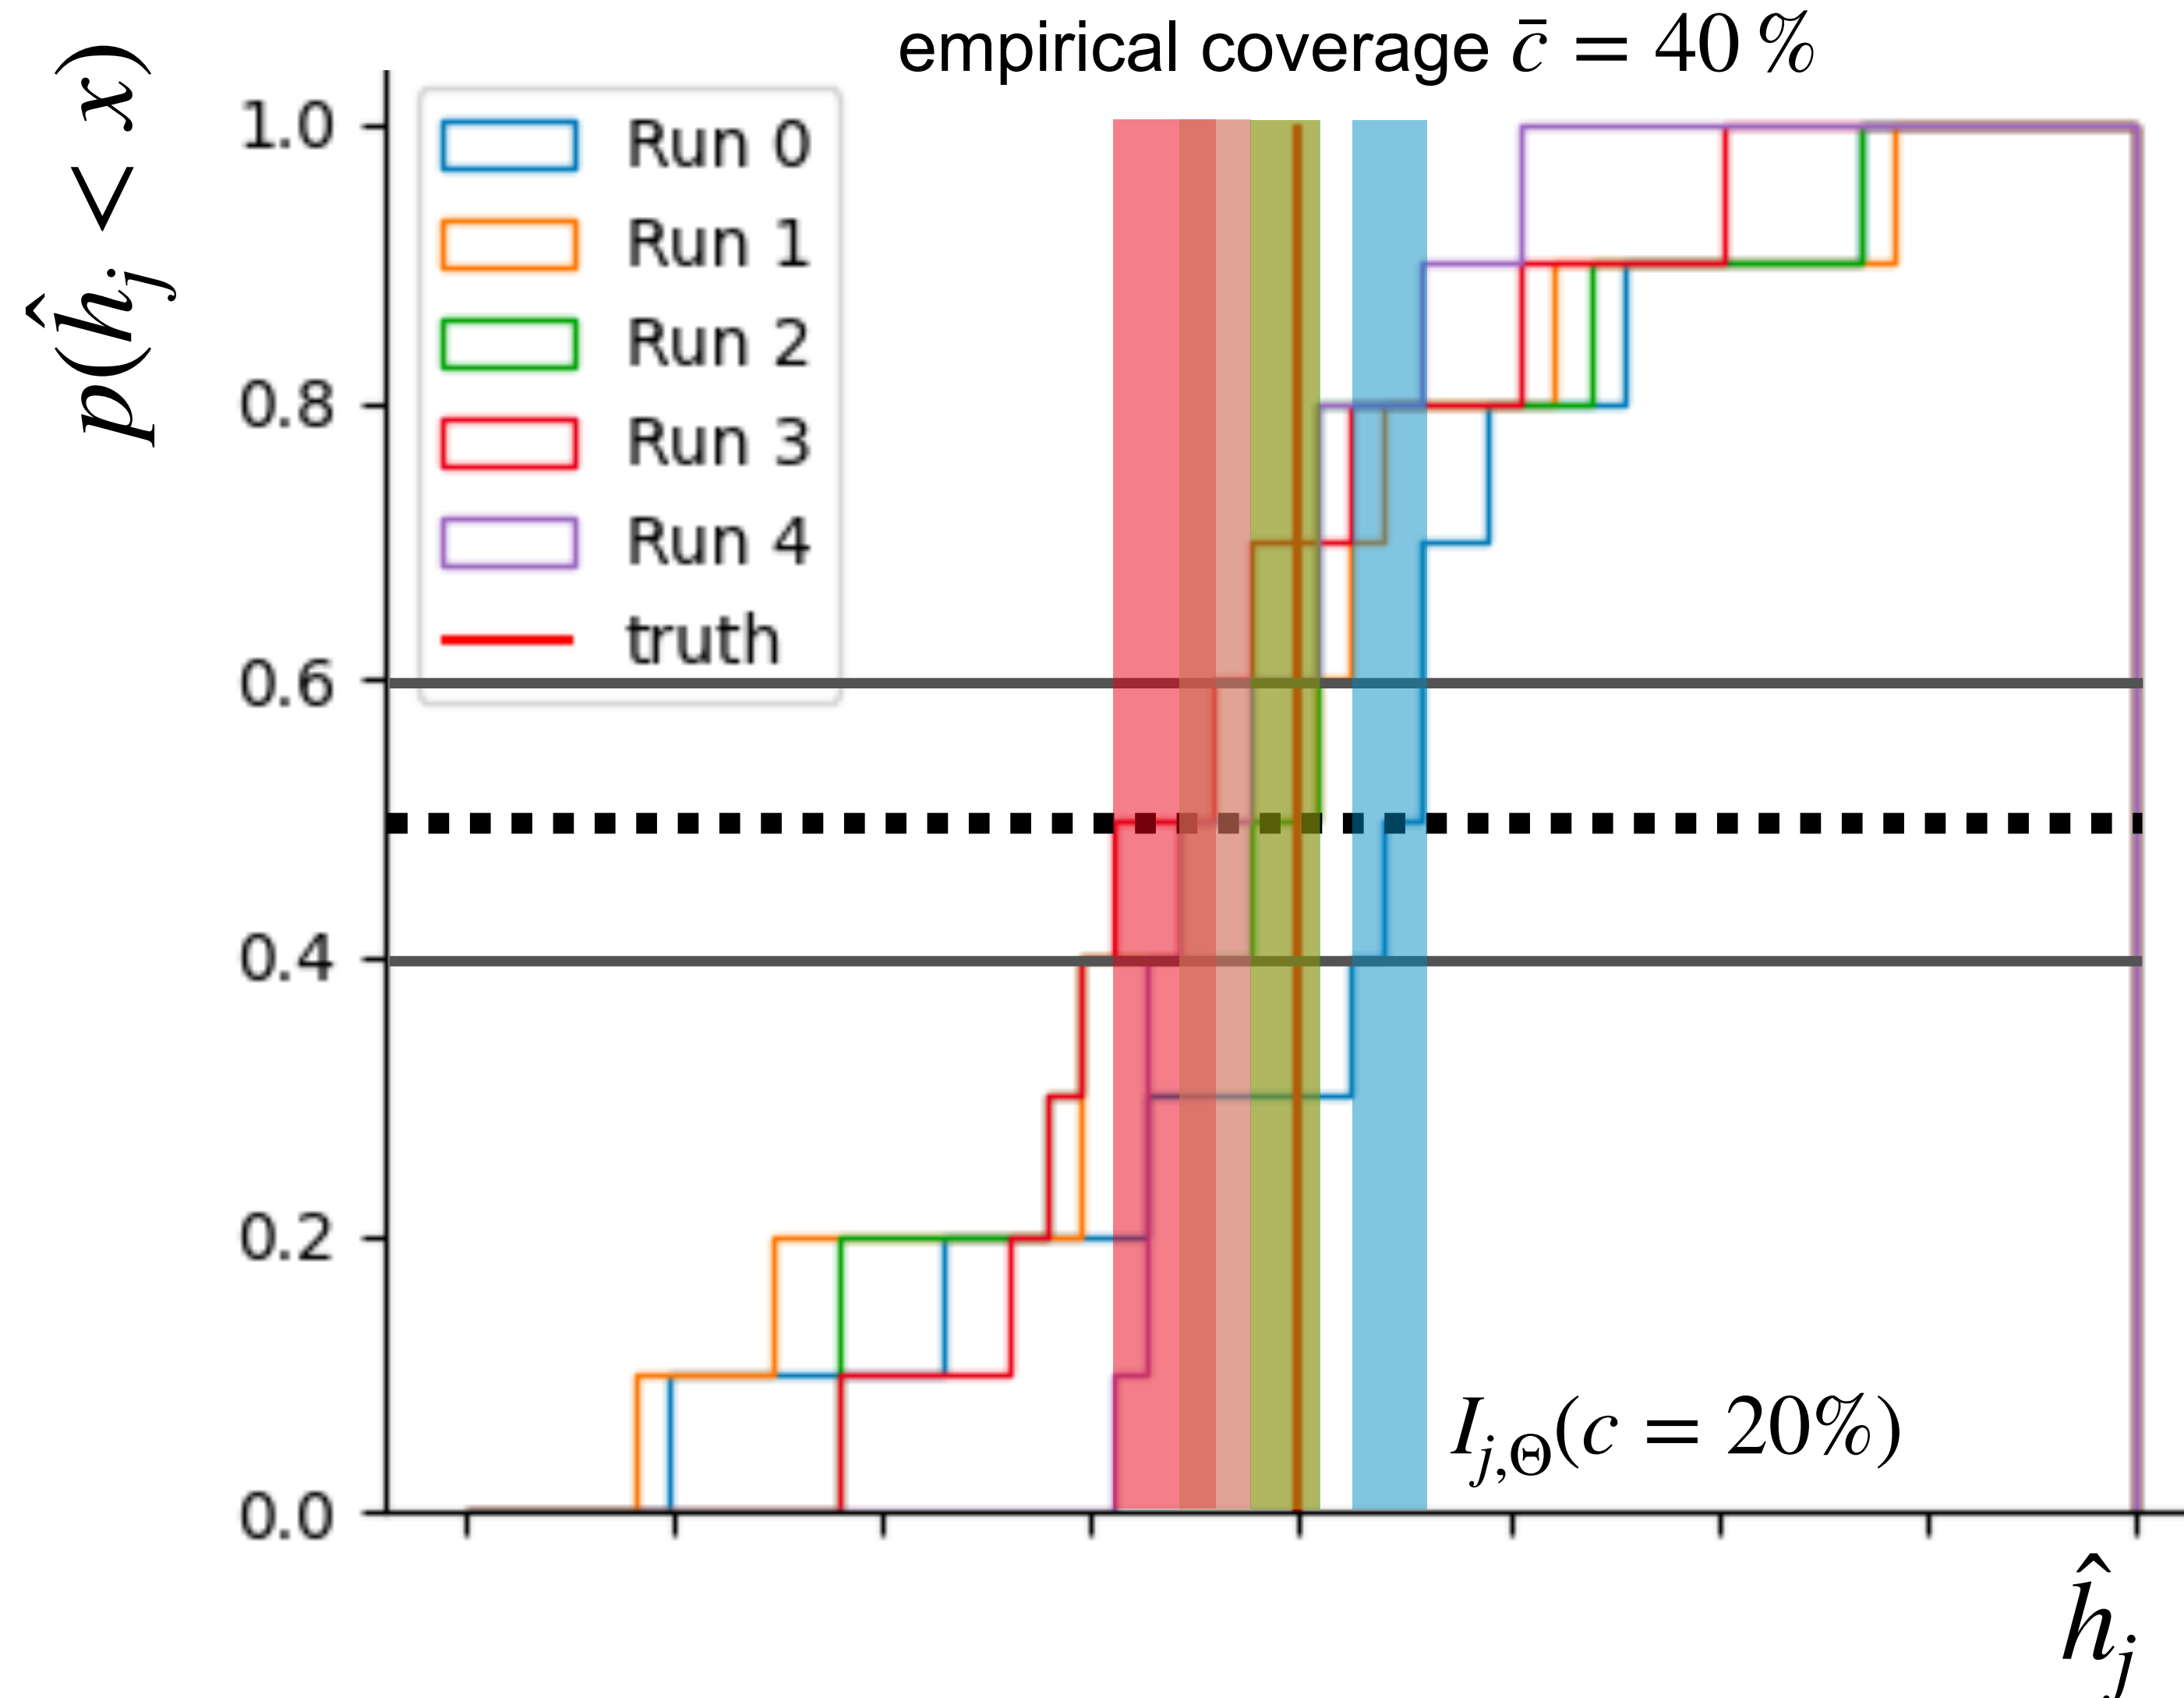 empirical coverage c̄ = 40 %
p(ĥⱼ < x)
1.0
0.8
0.6
0.4
0.2
0.0
Run 0
Run 1
Run 2
Run 3
Run 4
truth
I_{j,Θ}(c = 20%)
ĥⱼ